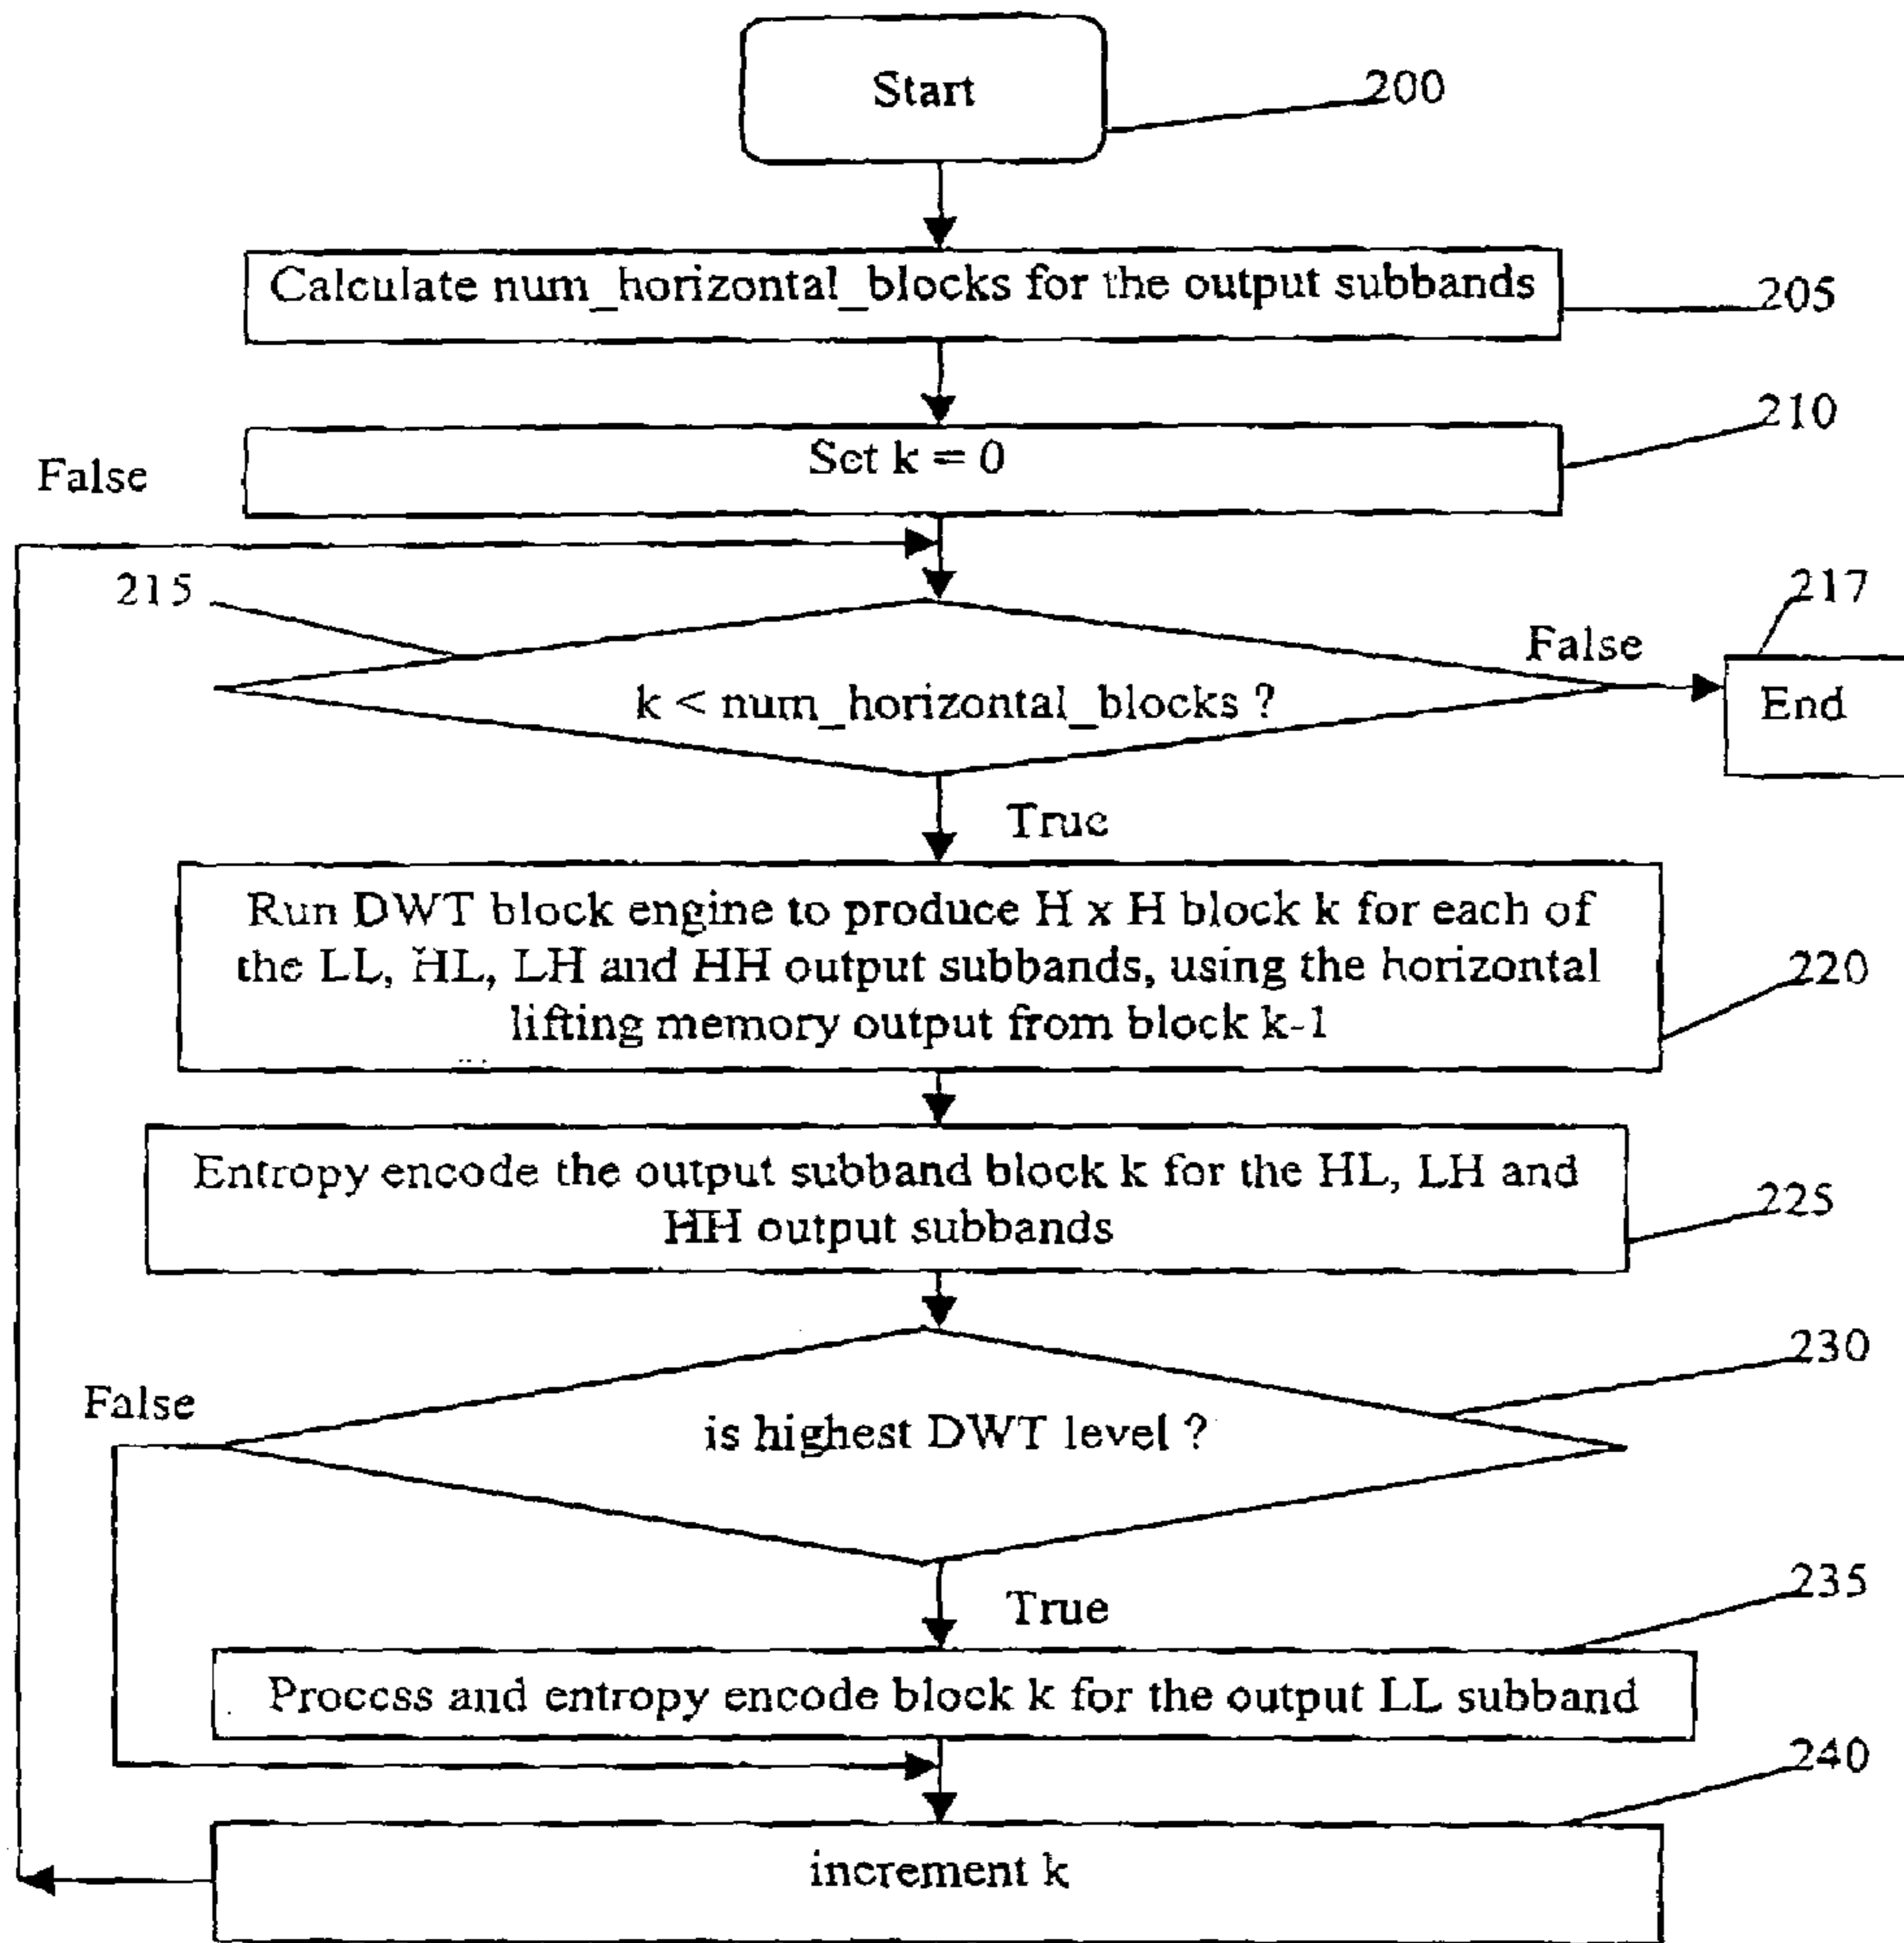 Start
200
Calculate num_horizontal_blocks for the output subbands
205
210
Set k = 0
False
215
217
False
k < num_horizontal_blocks ?
End
True
Run DWT block engine to produce H x H block k for each of
the LL, HL, LH and HH output subbands, using the horizontal
lifting memory output from block k-1
220
Entropy encode the output subband block k for the HL, LH and
HH output subbands
225
230
False
is highest DWT level ?
235
True
Process and entropy encode block k for the output LL subband
240
increment k